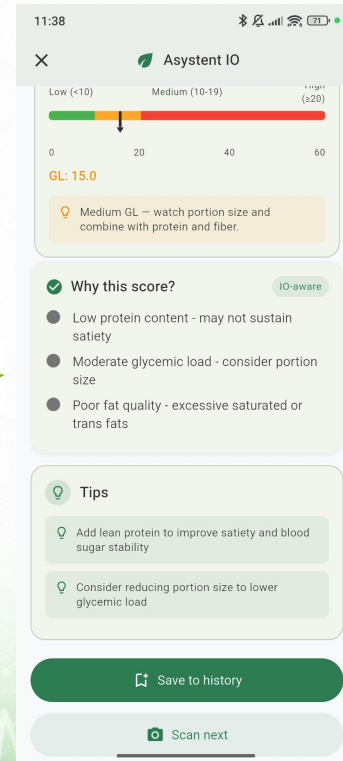 11:38
71
Asystent IO
Low (<10) Medium (10-19) High
(≥20)
0 20 40 60
GL: 15.0
Medium GL — watch portion size and
combine with protein and fiber.
Why this score? IO-aware
Low protein content - may not sustain
satiety
Moderate glycemic load - consider portion
size
Poor fat quality - excessive saturated or
trans fats
Tips
Add lean protein to improve satiety and blood
sugar stability
Consider reducing portion size to lower
glycemic load
Save to history
Scan next